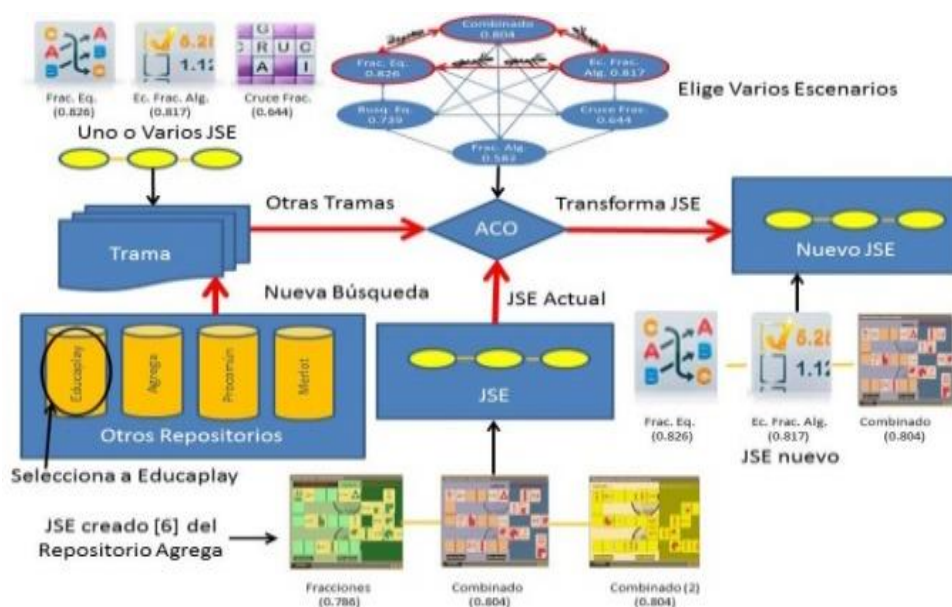 Frac. Eq.
(0.826)
Ec. Frac. Alg.
(0.817)
Cruce Frac.
(0.644)
Uno o Varios JSE
Combinado
0.804
Frac. Eq.
0.826
Ec. Frac.
Alg. 0.817
Busq. Eq.
0.739
Cruce Frac.
0.644
Frac. Alg.
0.583
Elige Varios Escenarios
Trama
Otras Tramas
ACO
Transforma JSE
Nuevo JSE
Nueva Búsqueda
JSE Actual
Educaplay
Agrega
Procomún
Merlot
Otros Repositorios
JSE
Selecciona a Educaplay
Frac. Eq.
(0.826)
Ec. Frac. Alg.
(0.817)
Combinado
(0.804)
JSE nuevo
JSE creado [6] del
Repositorio Agrega
Fracciones
(0.786)
Combinado
(0.804)
Combinado (2)
(0.804)